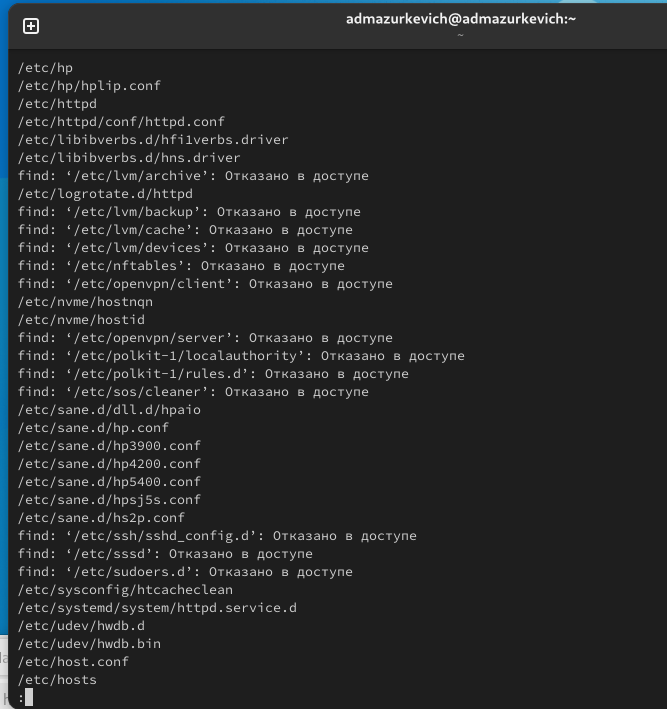 admazurkevich@admazurkevich:~
~
/etc/hp
/etc/hp/hplip.conf
/etc/httpd
/etc/httpd/conf/httpd.conf
/etc/libibverbs.d/hfi1verbs.driver
/etc/libibverbs.d/hns.driver
find: ‘/etc/lvm/archive’: Отказано в доступе
/etc/logrotate.d/httpd
find: ‘/etc/lvm/backup’: Отказано в доступе
find: ‘/etc/lvm/cache’: Отказано в доступе
find: ‘/etc/lvm/devices’: Отказано в доступе
find: ‘/etc/nftables’: Отказано в доступе
find: ‘/etc/openvpn/client’: Отказано в доступе
/etc/nvme/hostnqn
/etc/nvme/hostid
find: ‘/etc/openvpn/server’: Отказано в доступе
find: ‘/etc/polkit-1/localauthority’: Отказано в доступе
find: ‘/etc/polkit-1/rules.d’: Отказано в доступе
find: ‘/etc/sos/cleaner’: Отказано в доступе
/etc/sane.d/dll.d/hpaio
/etc/sane.d/hp.conf
/etc/sane.d/hp3900.conf
/etc/sane.d/hp4200.conf
/etc/sane.d/hp5400.conf
/etc/sane.d/hpsj5s.conf
/etc/sane.d/hs2p.conf
find: ‘/etc/ssh/sshd_config.d’: Отказано в доступе
find: ‘/etc/sssd’: Отказано в доступе
find: ‘/etc/sudoers.d’: Отказано в доступе
/etc/sysconfig/htcacheclean
/etc/systemd/system/httpd.service.d
/etc/udev/hwdb.d
/etc/udev/hwdb.bin
/etc/host.conf
/etc/hosts
: